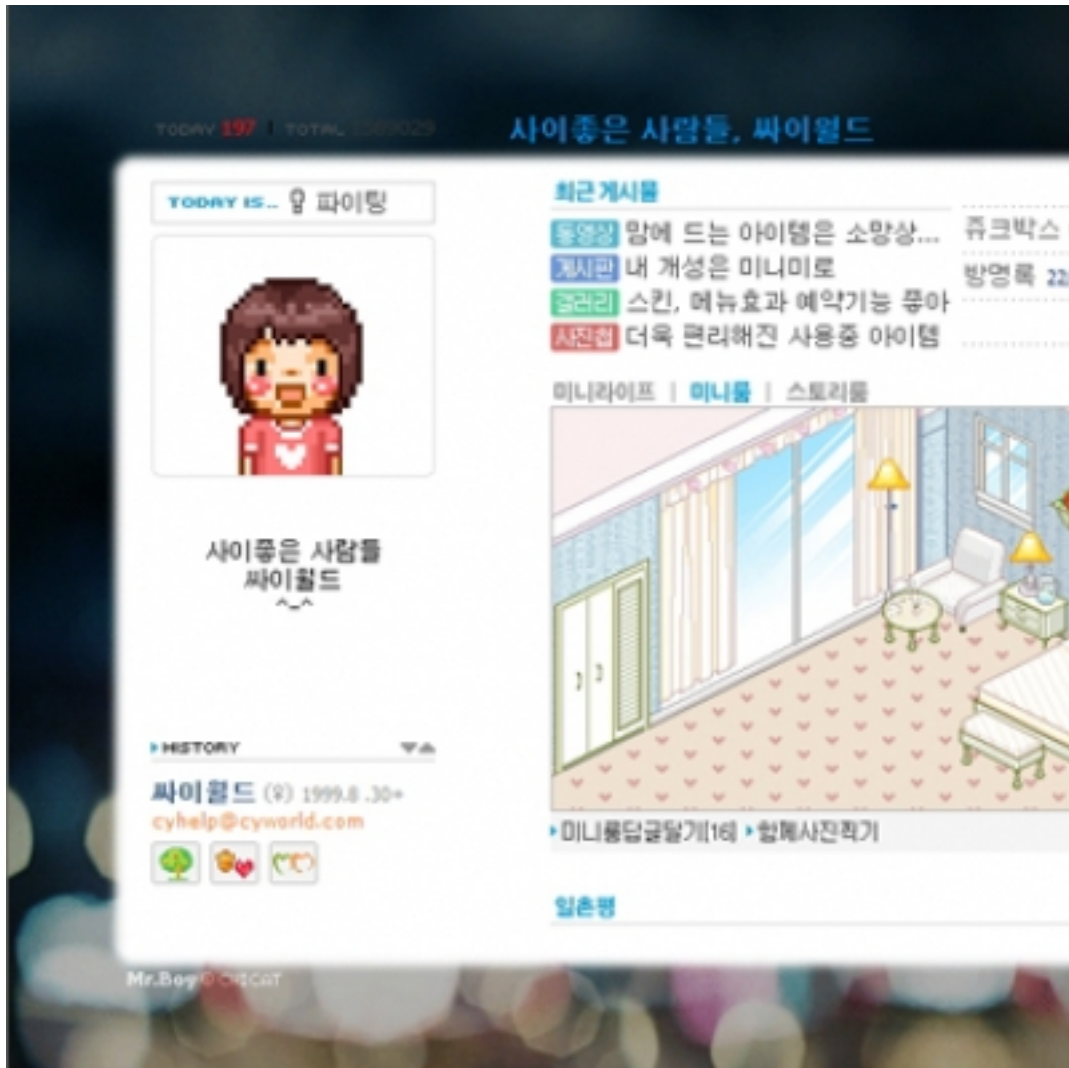 TODAY 197 | TOTAL 1589029
사이좋은 사람들, 싸이월드
TODAY IS.. 파이팅
사이좋은 사람들
싸이월드
^_^
HISTORY
싸이월드 (우) 1999.8 .30+
cyhelp@cyworld.com
최근 게시물
동영상 맘에 드는 아이템은 소망상...
게시판 내 개성은 미니미로
갤러리 스킨, 메뉴효과 예약기능 좋아
사진첩 더욱 편리해진 사용중 아이템
쥬크박스
방명록 22
미니라이프 | 미니룸 | 스토리룸
미니룸답글달기[16] 함께사진찍기
일촌평
Mr.Boy © CHICAT